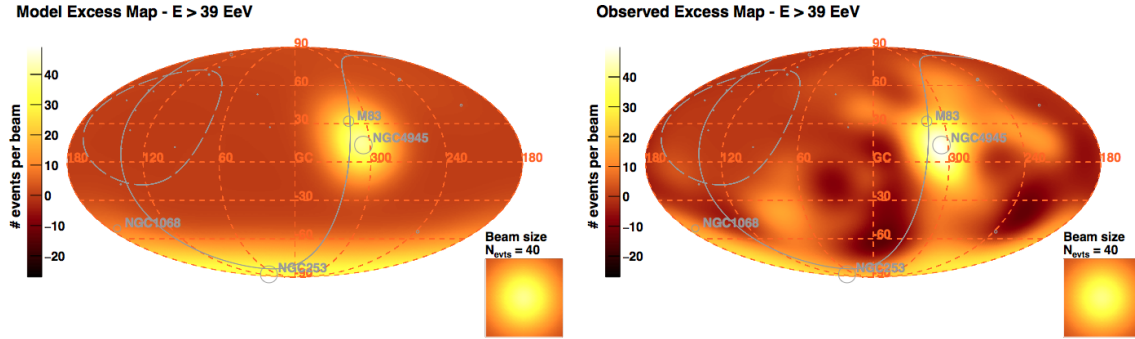 Model Excess Map - E > 39 EeV
# events per beam
40
30
20
10
0
−10
−20
90
60
30
M83
NGC4945
180
120
60
GC
300
240
180
−30
NGC1068
−60
−90
NGC253
Beam size
Nevts = 40
Observed Excess Map - E > 39 EeV
# events per beam
40
30
20
10
0
−10
−20
90
60
30
M83
NGC4945
180
120
60
GC
300
240
180
−30
NGC1068
−60
−90
NGC253
Beam size
Nevts = 40